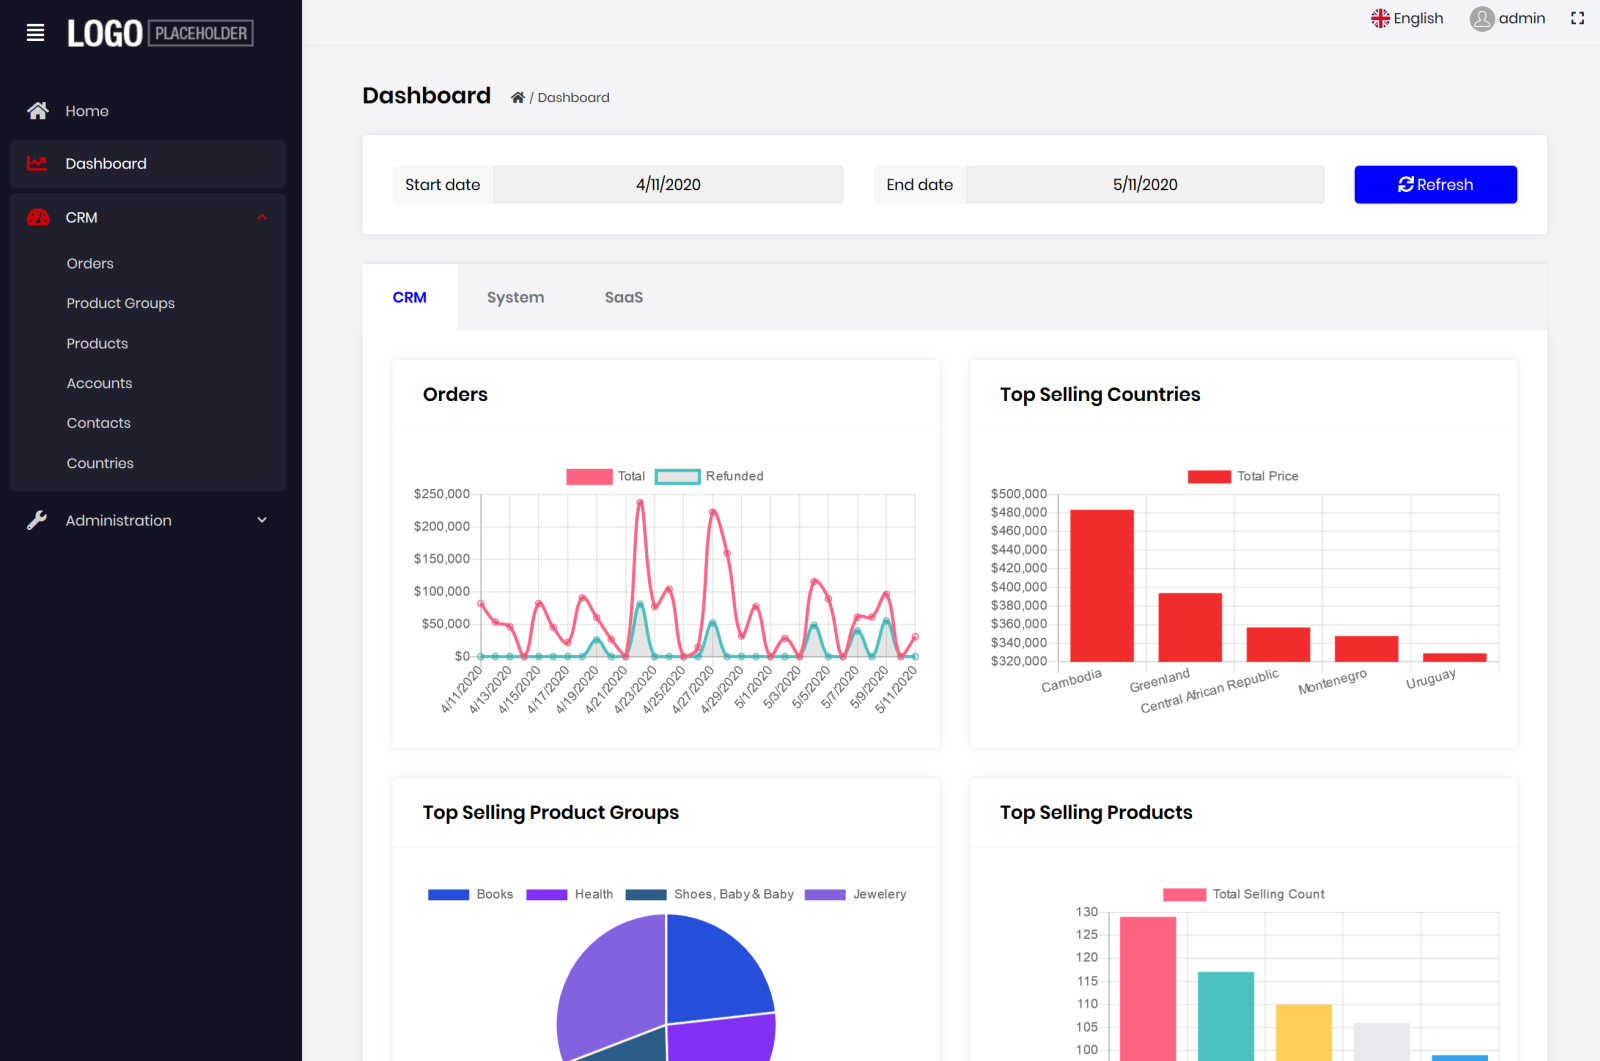 LOGO PLACEHOLDER
English
admin
Home
Dashboard
CRM
Orders
Product Groups
Products
Accounts
Contacts
Countries
Administration
Dashboard
/ Dashboard
Start date
4/11/2020
End date
5/11/2020
Refresh
CRM
System
SaaS
Orders
Total
Refunded
$250,000
$200,000
$150,000
$100,000
$50,000
$0
4/11/2020
4/13/2020
4/15/2020
4/17/2020
4/19/2020
4/21/2020
4/23/2020
4/25/2020
4/27/2020
4/29/2020
5/1/2020
5/3/2020
5/5/2020
5/7/2020
5/9/2020
5/11/2020
Top Selling Countries
Total Price
$500,000
$480,000
$460,000
$440,000
$420,000
$400,000
$380,000
$360,000
$340,000
$320,000
Cambodia
Greenland
Central African Republic
Montenegro
Uruguay
Top Selling Product Groups
Books
Health
Shoes, Baby & Baby
Jewelery
Top Selling Products
Total Selling Count
130
125
120
115
110
105
100